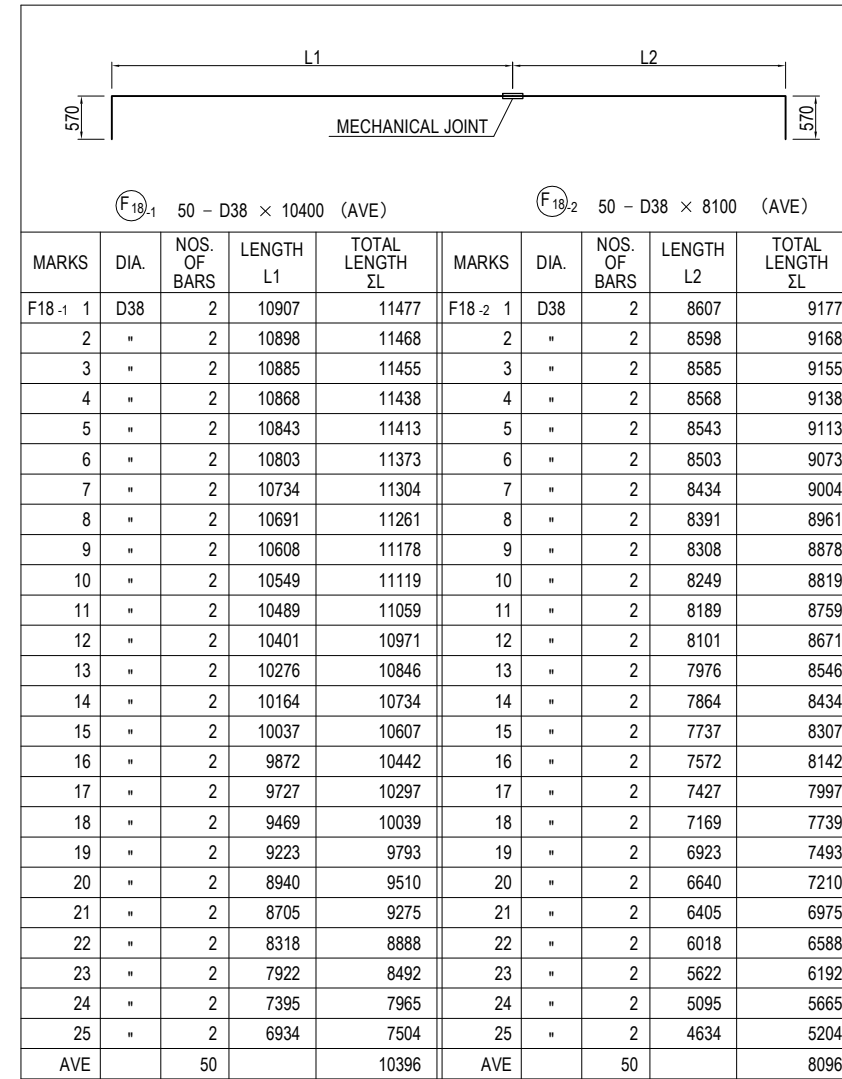 L1 L2
570 570
MECHANICAL JOINT
F18-1 50 – D38 × 10400 (AVE) F18-2 50 – D38 × 8100 (AVE)
MARKS DIA. NOS. OF BARS LENGTH L1 TOTAL LENGTH ΣL MARKS DIA. NOS. OF BARS LENGTH L2 TOTAL LENGTH ΣL
F18 -1 1 D38 2 10907 11477 F18 -2 1 D38 2 8607 9177
2 " 2 10898 11468 2 " 2 8598 9168
3 " 2 10885 11455 3 " 2 8585 9155
4 " 2 10868 11438 4 " 2 8568 9138
5 " 2 10843 11413 5 " 2 8543 9113
6 " 2 10803 11373 6 " 2 8503 9073
7 " 2 10734 11304 7 " 2 8434 9004
8 " 2 10691 11261 8 " 2 8391 8961
9 " 2 10608 11178 9 " 2 8308 8878
10 " 2 10549 11119 10 " 2 8249 8819
11 " 2 10489 11059 11 " 2 8189 8759
12 " 2 10401 10971 12 " 2 8101 8671
13 " 2 10276 10846 13 " 2 7976 8546
14 " 2 10164 10734 14 " 2 7864 8434
15 " 2 10037 10607 15 " 2 7737 8307
16 " 2 9872 10442 16 " 2 7572 8142
17 " 2 9727 10297 17 " 2 7427 7997
18 " 2 9469 10039 18 " 2 7169 7739
19 " 2 9223 9793 19 " 2 6923 7493
20 " 2 8940 9510 20 " 2 6640 7210
21 " 2 8705 9275 21 " 2 6405 6975
22 " 2 8318 8888 22 " 2 6018 6588
23 " 2 7922 8492 23 " 2 5622 6192
24 " 2 7395 7965 24 " 2 5095 5665
25 " 2 6934 7504 25 " 2 4634 5204
AVE 50 10396 AVE 50 8096